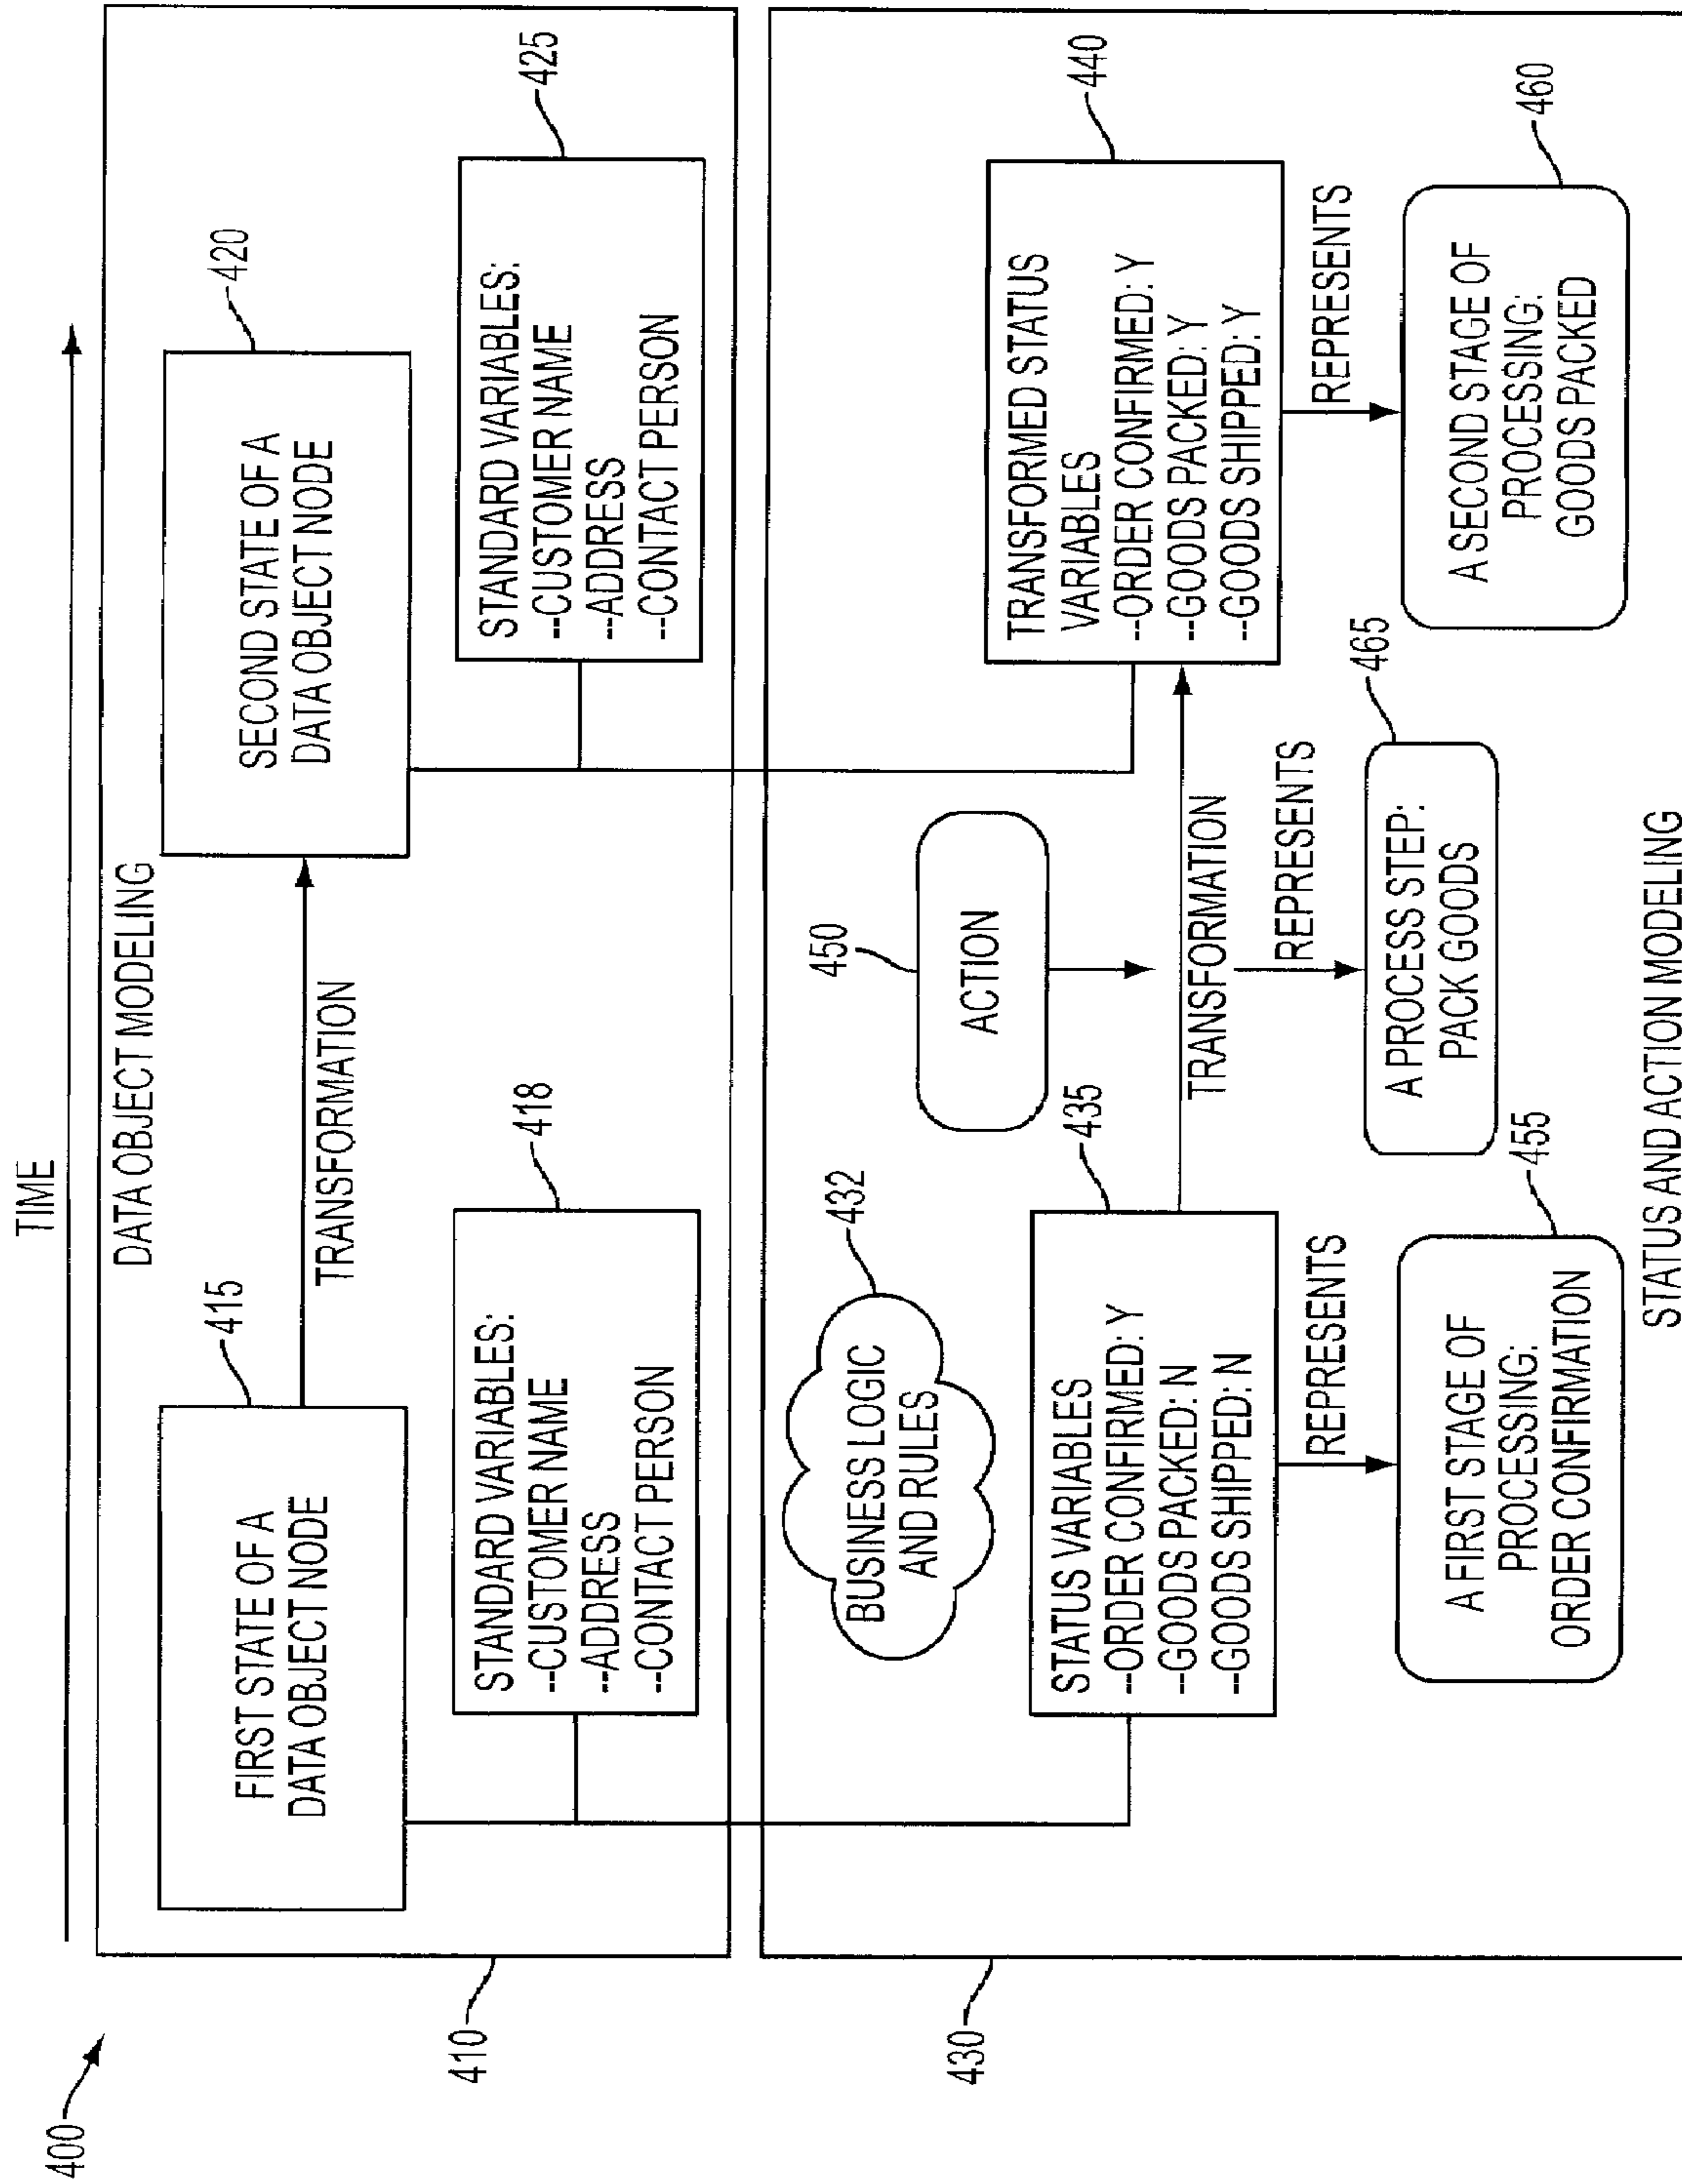 400
TIME
410
DATA OBJECT MODELING
415
FIRST STATE OF A
DATA OBJECT NODE
TRANSFORMATION
420
SECOND STATE OF A
DATA OBJECT NODE
418
STANDARD VARIABLES:
--CUSTOMER NAME
--ADDRESS
--CONTACT PERSON
425
STANDARD VARIABLES:
--CUSTOMER NAME
--ADDRESS
--CONTACT PERSON
430
432
BUSINESS LOGIC
AND RULES
450
ACTION
435
STATUS VARIABLES
--ORDER CONFIRMED: Y
--GOODS PACKED: N
--GOODS SHIPPED: N
TRANSFORMATION
440
TRANSFORMED STATUS
VARIABLES
--ORDER CONFIRMED: Y
--GOODS PACKED: Y
--GOODS SHIPPED: Y
REPRESENTS
REPRESENTS
REPRESENTS
455
A FIRST STAGE OF
PROCESSING:
ORDER CONFIRMATION
465
A PROCESS STEP:
PACK GOODS
460
A SECOND STAGE OF
PROCESSING:
GOODS PACKED
STATUS AND ACTION MODELING